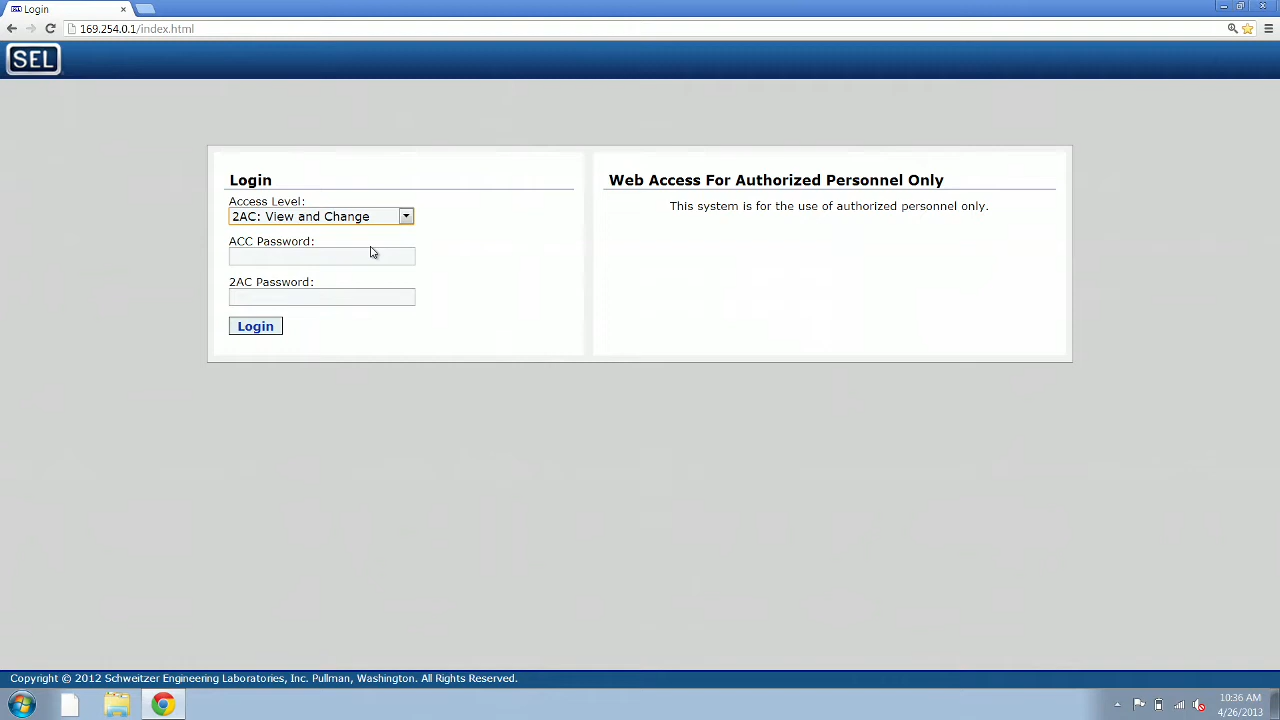 Login
169.254.0.1/index.html
SEL
Login
Access Level:
2AC: View and Change
ACC Password:
2AC Password:
Login
Web Access For Authorized Personnel Only
This system is for the use of authorized personnel only.
Copyright © 2012 Schweitzer Engineering Laboratories, Inc. Pullman, Washington. All Rights Reserved.
10:36 AM
4/26/2013